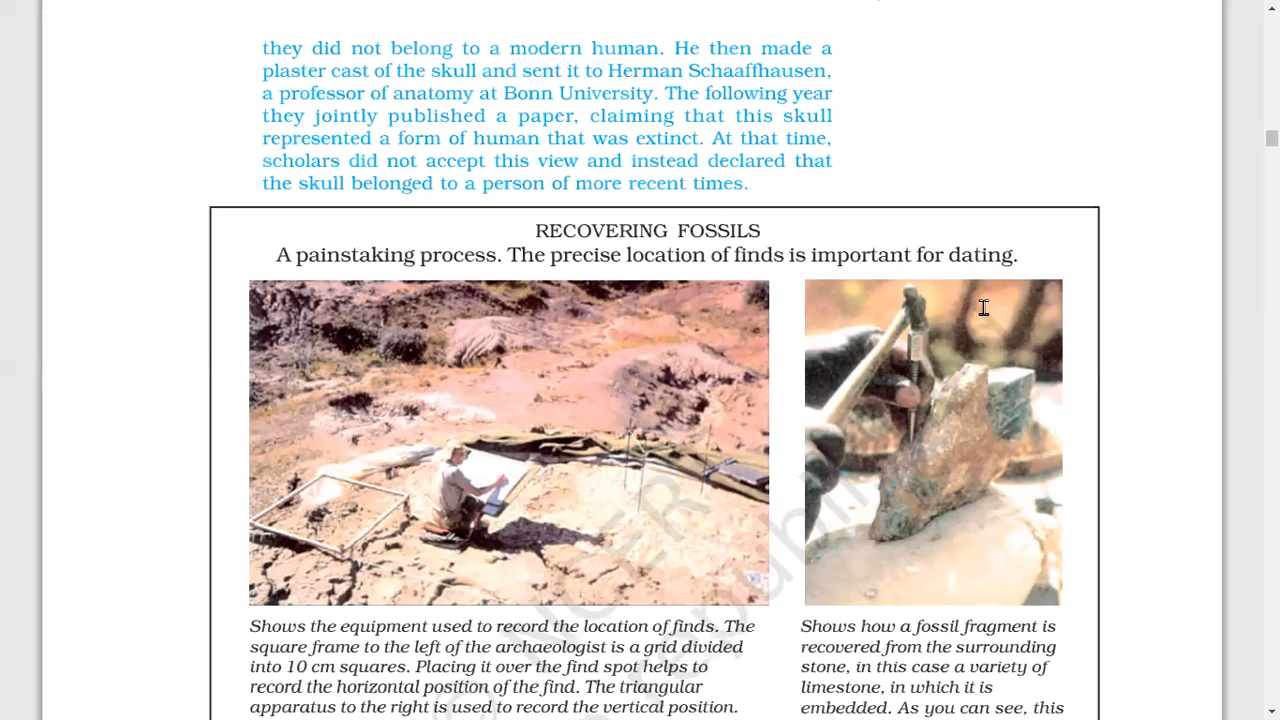 they did not belong to a modern human. He then made a
plaster cast of the skull and sent it to Herman Schaaffhausen,
a professor of anatomy at Bonn University. The following year
they jointly published a paper, claiming that this skull
represented a form of human that was extinct. At that time,
scholars did not accept this view and instead declared that
the skull belonged to a person of more recent times.
RECOVERING FOSSILS
A painstaking process. The precise location of finds is important for dating.
Shows the equipment used to record the location of finds. The
square frame to the left of the archaeologist is a grid divided
into 10 cm squares. Placing it over the find spot helps to
record the horizontal position of the find. The triangular
apparatus to the right is used to record the vertical position.
Shows how a fossil fragment is
recovered from the surrounding
stone, in this case a variety of
limestone, in which it is
embedded. As you can see, this